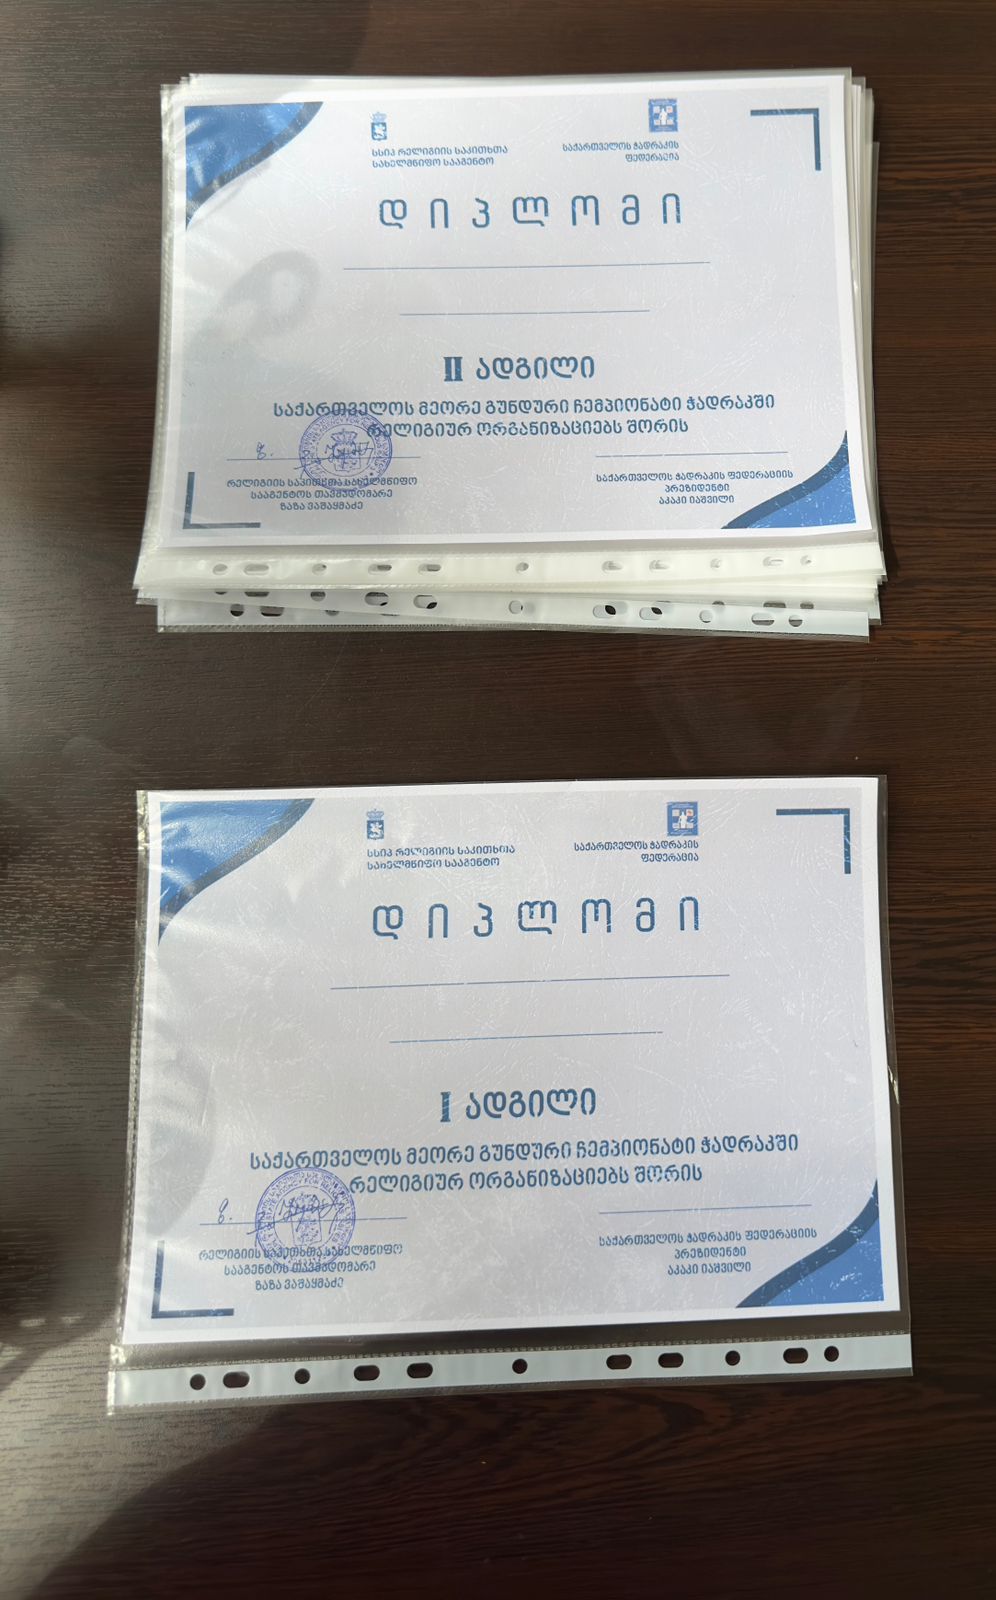 სსიპ რელიგიის საკითხთა
სახელმწიფო სააგენტო
საქართველოს ჭადრაკის
ფედერაცია
დიპლომი
II ადგილი
საქართველოს მეორე გუნდური ჩემპიონატი ჭადრაკში
რელიგიურ ორგანიზაციებს შორის
რელიგიის საკითხთა სახელმწიფო
სააგენტოს თავმჯდომარე
ზაზა ვაშაყმაძე
საქართველოს ჭადრაკის ფედერაციის
პრეზიდენტი
აკაკი იაშვილი
სსიპ რელიგიის საკითხთა
სახელმწიფო სააგენტო
საქართველოს ჭადრაკის
ფედერაცია
დიპლომი
I ადგილი
საქართველოს მეორე გუნდური ჩემპიონატი ჭადრაკში
რელიგიურ ორგანიზაციებს შორის
რელიგიის საკითხთა სახელმწიფო
სააგენტოს თავმჯდომარე
ზაზა ვაშაყმაძე
საქართველოს ჭადრაკის ფედერაციის
პრეზიდენტი
აკაკი იაშვილი